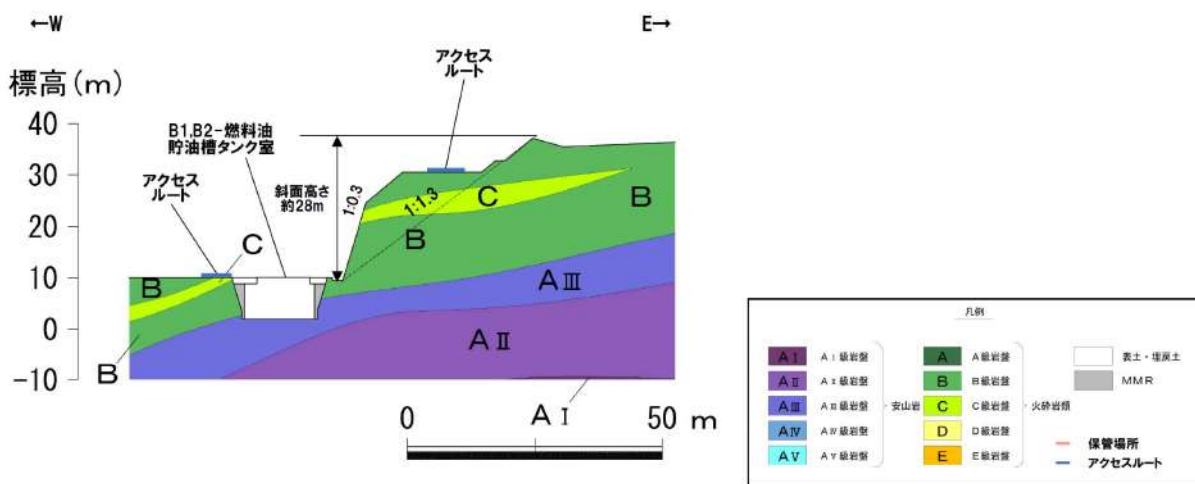 ←W
E→
標高(m)
アクセス
ルート
B1,B2-燃料油
貯油槽タンク室
アクセス
ルート
斜面高さ
約28m
1:0.3
1:1.3
40
30
20
10
0
-10
C
C
B
B
B
B
B
AⅢ
AⅡ
AⅠ
0
50
m
凡例
AⅠ AⅠ級岩盤
AⅡ AⅡ級岩盤
AⅢ AⅢ級岩盤
AⅣ AⅣ級岩盤
AⅤ AⅤ級岩盤
安山岩
A A級岩盤
B B級岩盤
C C級岩盤
D D級岩盤
E E級岩盤
火砕岩類
表土・埋戻土
MMR
保管場所
アクセスルート